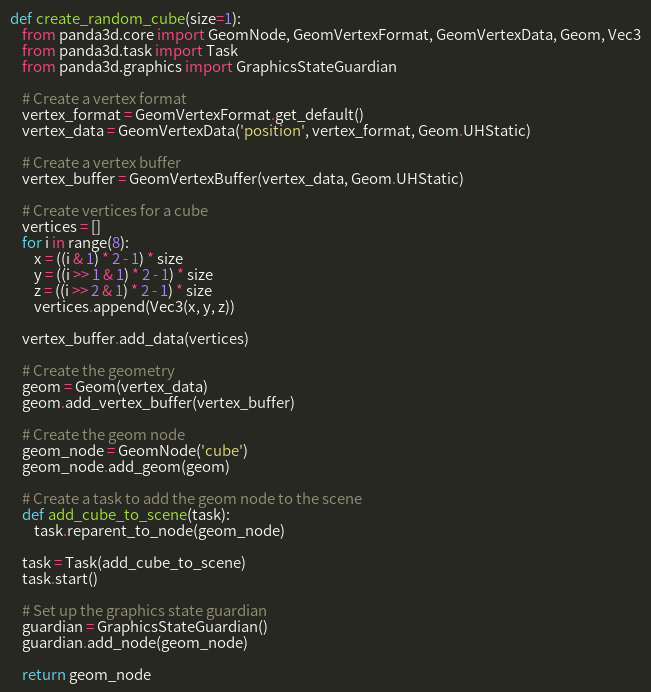 def create_random_cube(size=1):
    from panda3d.core import GeomNode, GeomVertexFormat, GeomVertexData, Geom, Vec3
    from panda3d.task import Task
    from panda3d.graphics import GraphicsStateGuardian

    # Create a vertex format
    vertex_format = GeomVertexFormat.get_default()
    vertex_data = GeomVertexData('position', vertex_format, Geom.UHStatic)

    # Create a vertex buffer
    vertex_buffer = GeomVertexBuffer(vertex_data, Geom.UHStatic)

    # Create vertices for a cube
    vertices = []
    for i in range(8):
        x = ((i & 1) * 2 - 1) * size
        y = ((i >> 1 & 1) * 2 - 1) * size
        z = ((i >> 2 & 1) * 2 - 1) * size
        vertices.append(Vec3(x, y, z))

    vertex_buffer.add_data(vertices)

    # Create the geometry
    geom = Geom(vertex_data)
    geom.add_vertex_buffer(vertex_buffer)

    # Create the geom node
    geom_node = GeomNode('cube')
    geom_node.add_geom(geom)

    # Create a task to add the geom node to the scene
    def add_cube_to_scene(task):
        task.reparent_to_node(geom_node)

    task = Task(add_cube_to_scene)
    task.start()

    # Set up the graphics state guardian
    guardian = GraphicsStateGuardian()
    guardian.add_node(geom_node)

    return geom_node